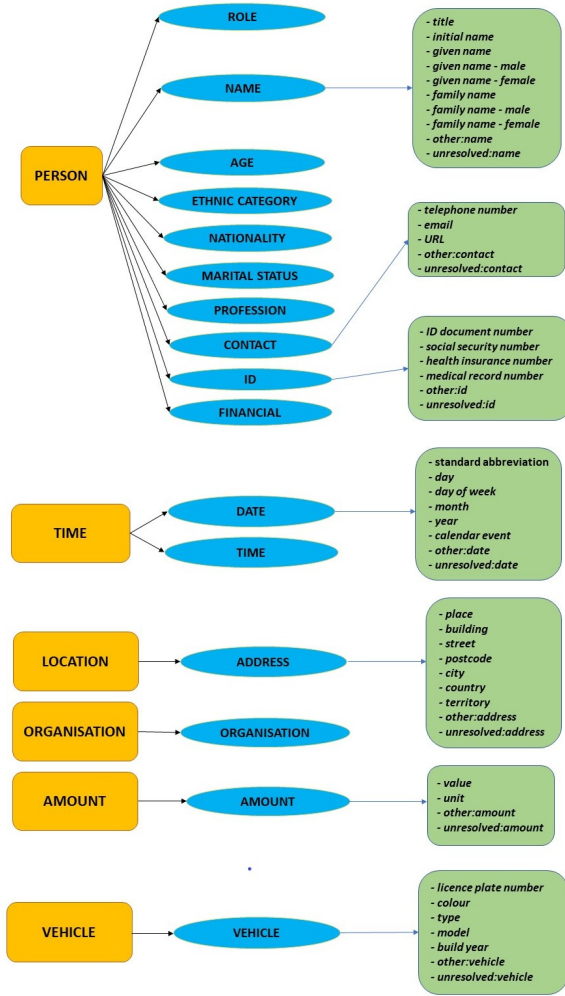 PERSON
ROLE
NAME
- title
- initial name
- given name
- given name - male
- given name - female
- family name
- family name - male
- family name - female
- other:name
- unresolved:name
AGE
ETHNIC CATEGORY
NATIONALITY
MARITAL STATUS
PROFESSION
CONTACT
- telephone number
- email
- URL
- other:contact
- unresolved:contact
ID
- ID document number
- social security number
- health insurance number
- medical record number
- other:id
- unresolved:id
FINANCIAL
TIME
DATE
- standard abbreviation
- day
- day of week
- month
- year
- calendar event
- other:date
- unresolved:date
TIME
LOCATION
ADDRESS
- place
- building
- street
- postcode
- city
- country
- territory
- other:address
- unresolved:address
ORGANISATION
ORGANISATION
AMOUNT
AMOUNT
- value
- unit
- other:amount
- unresolved:amount
VEHICLE
VEHICLE
- licence plate number
- colour
- type
- model
- build year
- other:vehicle
- unresolved:vehicle